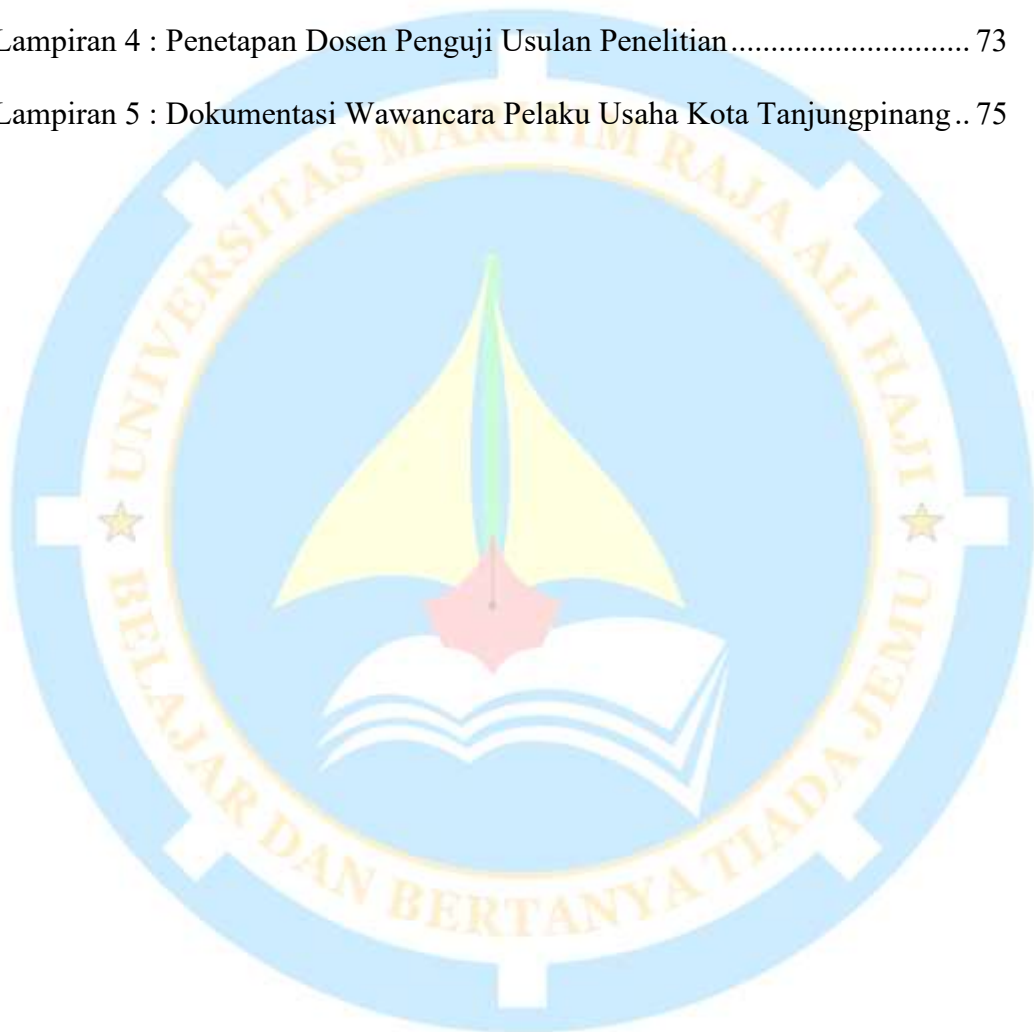 Lampiran 4 : Penetapan Dosen Penguji Usulan Penelitian............................. 73
Lampiran 5 : Dokumentasi Wawancara Pelaku Usaha Kota Tanjungpinang.. 75
UNIVERSITAS MARITIM RAJA ALI HAJI
BELAJAR DAN BERTANYA TIADA JEMU